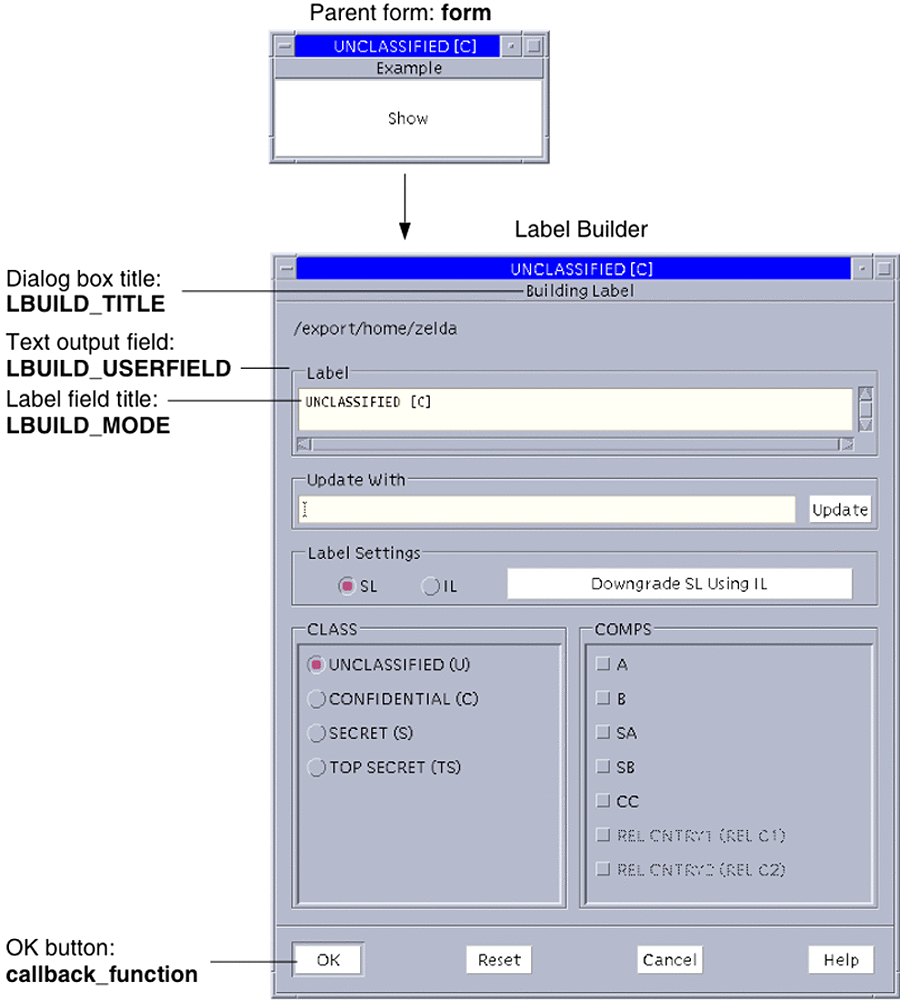 Parent form: form
UNCLASSIFIED [C]
Example
Show
Label Builder
UNCLASSIFIED [C]
Dialog box title:
LBUILD_TITLE
Building Label
/export/home/zelda
Text output field:
LBUILD_USERFIELD
Label
Label field title:
LBUILD_MODE
UNCLASSIFIED [C]
Update With
Update
Label Settings
SL IL Downgrade SL Using IL
CLASS
UNCLASSIFIED (U)
CONFIDENTIAL (C)
SECRET (S)
TOP SECRET (TS)
COMPS
A
B
SA
SB
CC
REL CNTRY1 (REL C1)
REL CNTRY2 (REL C2)
OK button:
callback_function
OK Reset Cancel Help